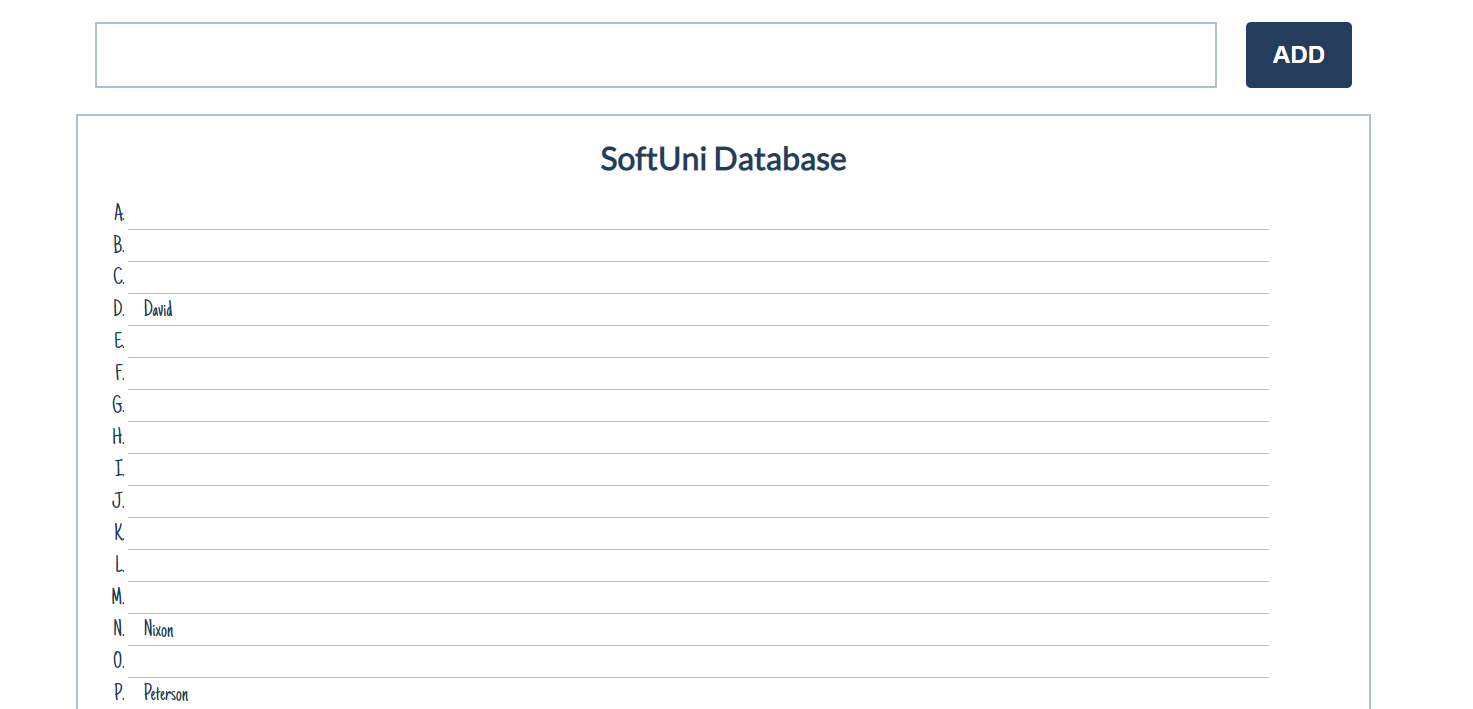 ADD
SoftUni Database
A.
B.
C.
D. David
E.
F.
G.
H.
I.
J.
K.
L.
M.
N. Nixon
O.
P. Peterson